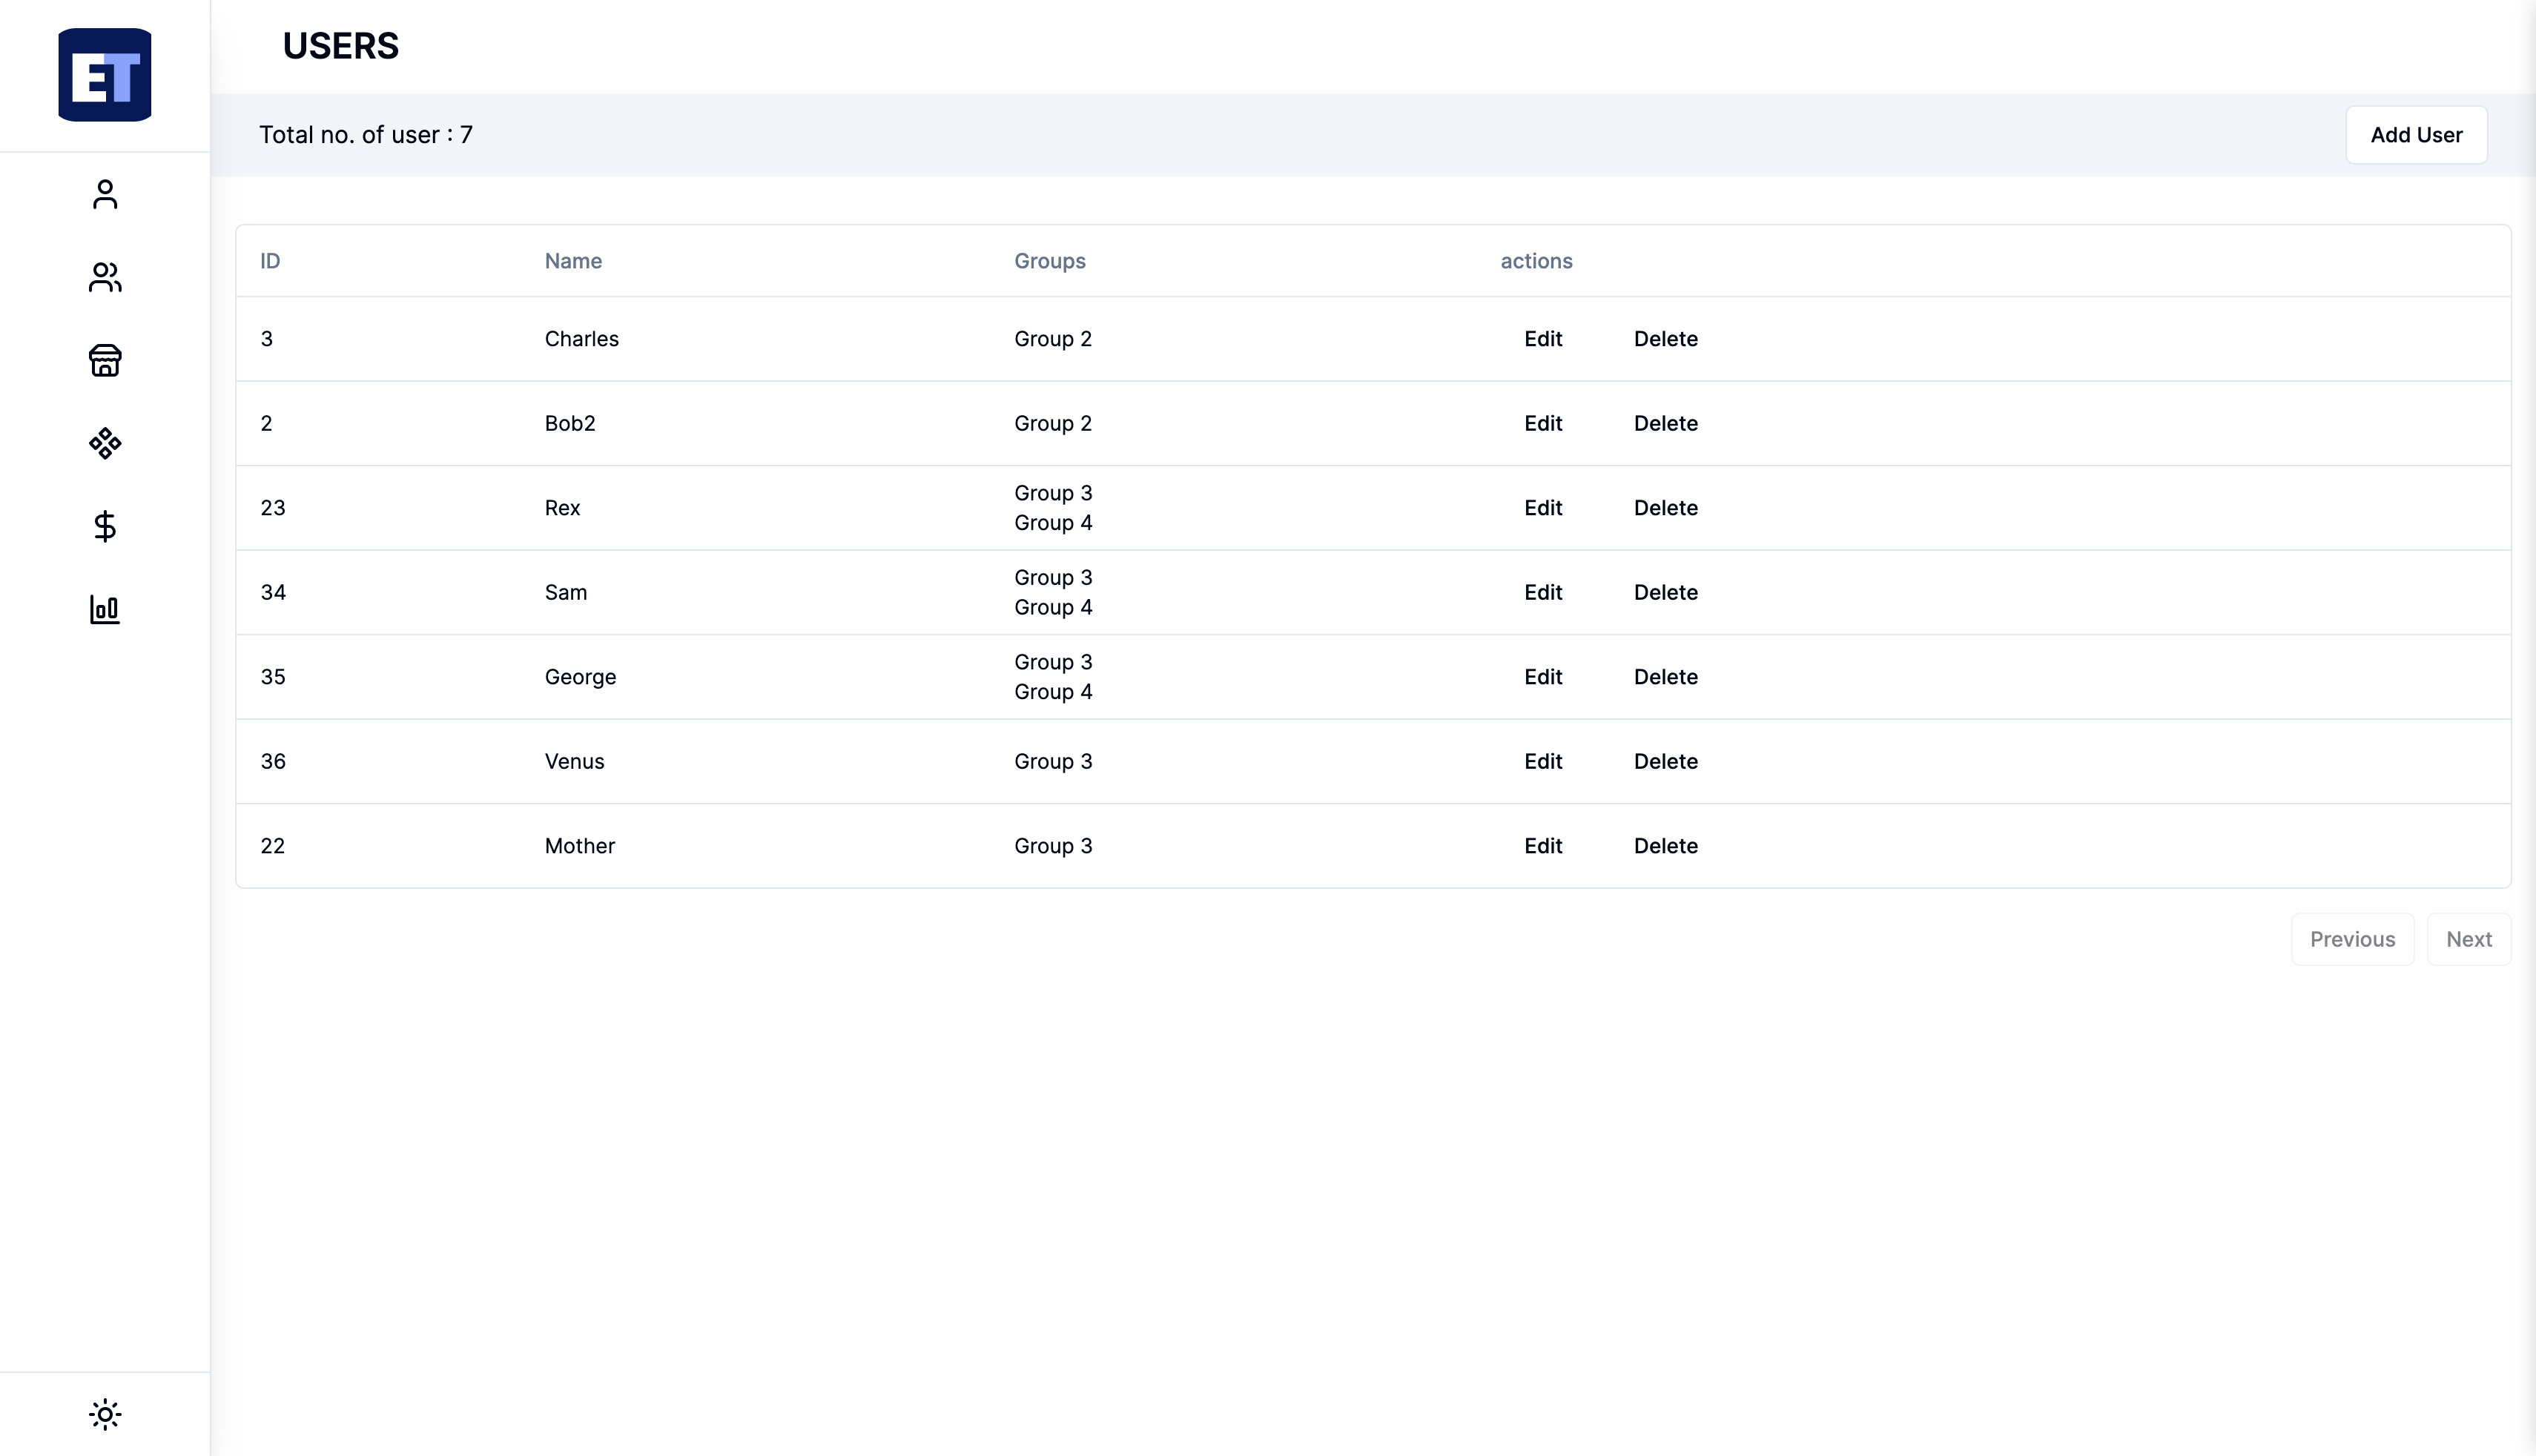 ET
USERS
Total no. of user : 7
Add User
ID Name Groups actions
3 Charles Group 2 Edit Delete
2 Bob2 Group 2 Edit Delete
23 Rex Group 3 Edit Delete
Group 4
34 Sam Group 3 Edit Delete
Group 4
35 George Group 3 Edit Delete
Group 4
36 Venus Group 3 Edit Delete
22 Mother Group 3 Edit Delete
Previous Next